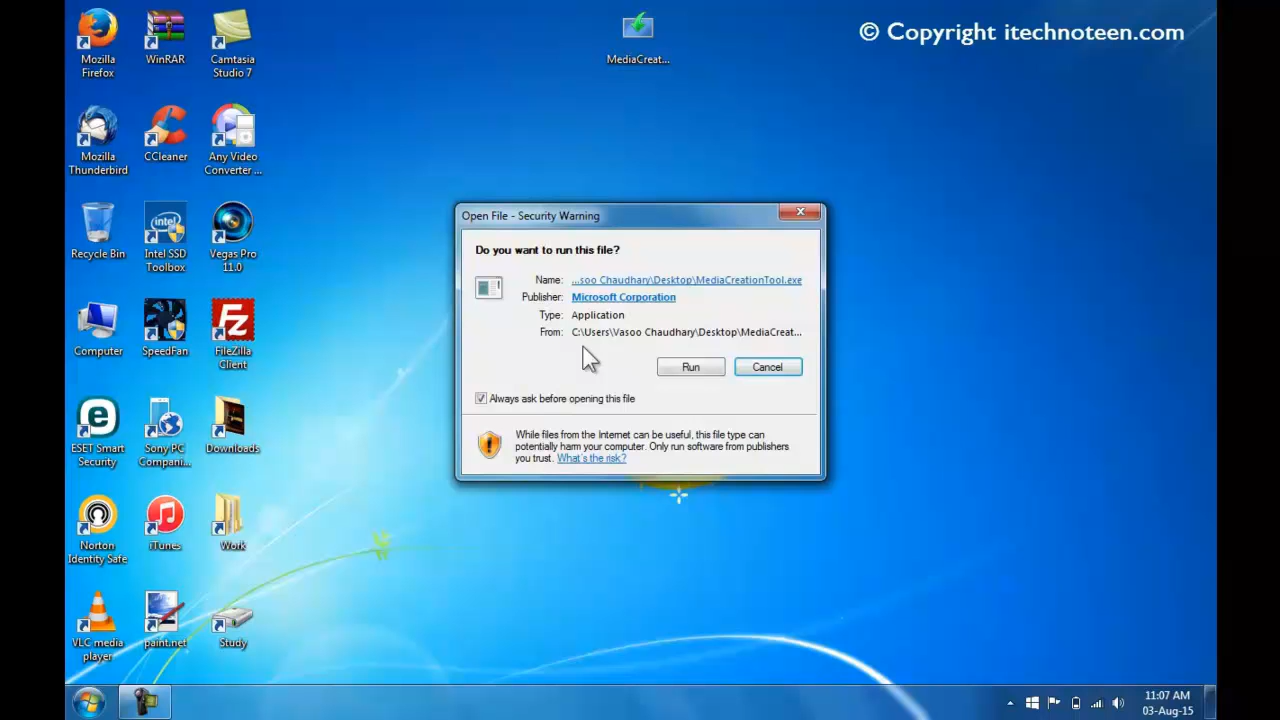 © Copyright itechnoteen.com
Mozilla
Firefox
WinRAR
Camtasia
Studio 7
MediaCreat...
Mozilla
Thunderbird
CCleaner
Any Video
Converter ...
Recycle Bin
intel
Intel SSD
Toolbox
Vegas Pro
11.0
Computer
SpeedFan
FileZilla
Client
ESET Smart
Security
Sony PC
Compani...
Downloads
Norton
Identity Safe
iTunes
Work
VLC media
player
paint.net
Study
Open File - Security Warning
Do you want to run this file?
Name: ...soo Chaudhary\Desktop\MediaCreationTool.exe
Publisher: Microsoft Corporation
Type: Application
From: C:\Users\Vasoo Chaudhary\Desktop\MediaCreat...
Run
Cancel
Always ask before opening this file
While files from the Internet can be useful, this file type can
potentially harm your computer. Only run software from publishers
you trust. What's the risk?
11:07 AM
03-Aug-15